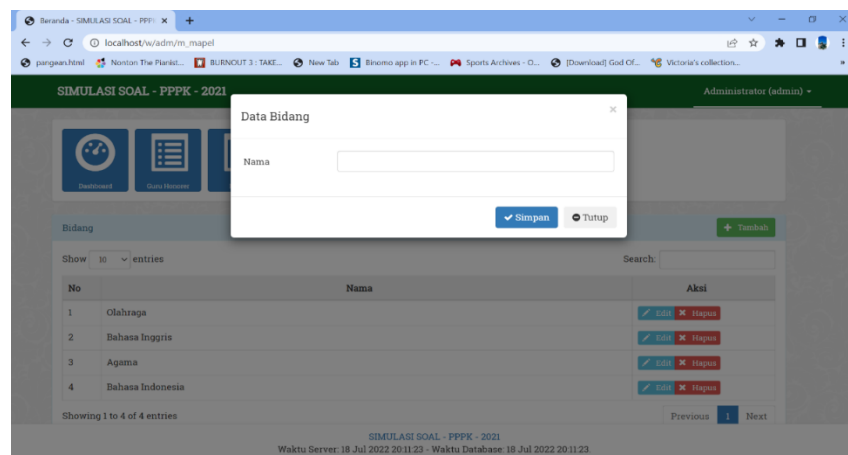 Beranda - SIMULASI SOAL - PPP
localhost/w/adm/m_mapel
pangean.html Nonton The Pianist... BURNOUT 3 : TAKE... New Tab Binomo app in PC -... Sports Archives - O... [Download] God Of... Victoria's collection...
SIMULASI SOAL - PPPK - 2021 Administrator (admin)
Data Bidang
Nama
Dashboard Guru Honorer
Simpan Tutup
Bidang Tambah
Show 10 entries Search:
No Nama Aksi
1 Olahraga Edit Hapus
2 Bahasa Inggris Edit Hapus
3 Agama Edit Hapus
4 Bahasa Indonesia Edit Hapus
Showing 1 to 4 of 4 entries Previous 1 Next
SIMULASI SOAL - PPPK - 2021
Waktu Server: 18 Jul 2022 20:11:23 - Waktu Database: 18 Jul 2022 20:11:23.